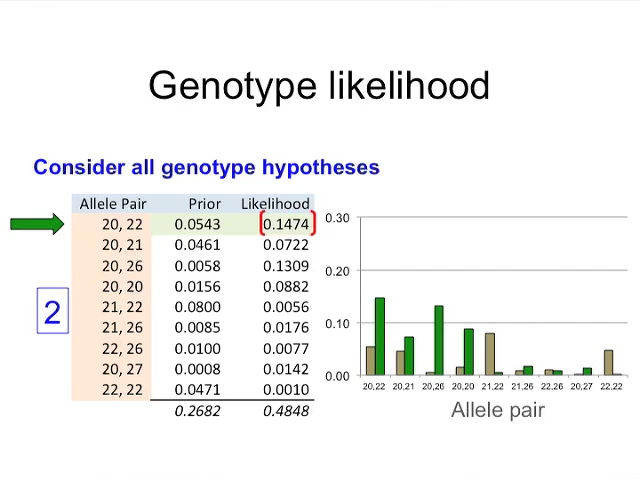 Genotype likelihood
Consider all genotype hypotheses
Allele Pair Prior Likelihood
20, 22 0.0543 0.1474
20, 21 0.0461 0.0722
20, 26 0.0058 0.1309
20, 20 0.0156 0.0882
21, 22 0.0800 0.0056
21, 26 0.0085 0.0176
22, 26 0.0100 0.0077
20, 27 0.0008 0.0142
22, 22 0.0471 0.0010
0.2682 0.4848
2
0.30
0.20
0.10
0.00
20,22 20,21 20,26 20,20 21,22 21,26 22,26 20,27 22,22
Allele pair